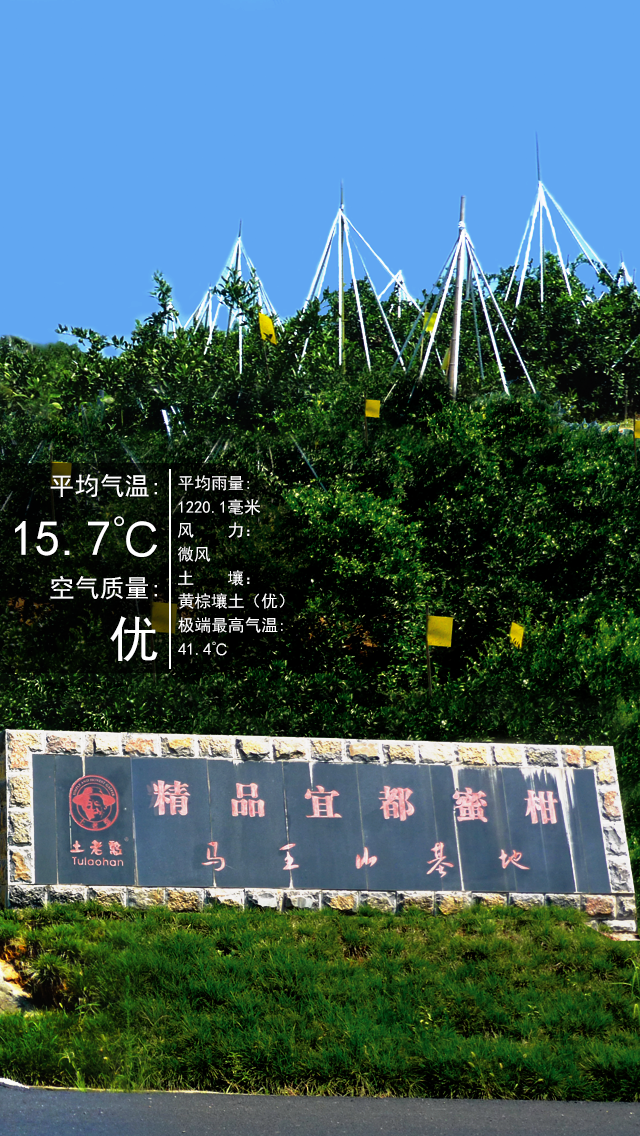 平均气温:
15.7℃
空气质量:
优
平均雨量:
1220.1毫米
风 力:
微风
土 壤:
黄棕壤土（优）
极端最高气温:
41.4℃
精品宜都蜜柑
土老憨
Tulaohan
马王山基地